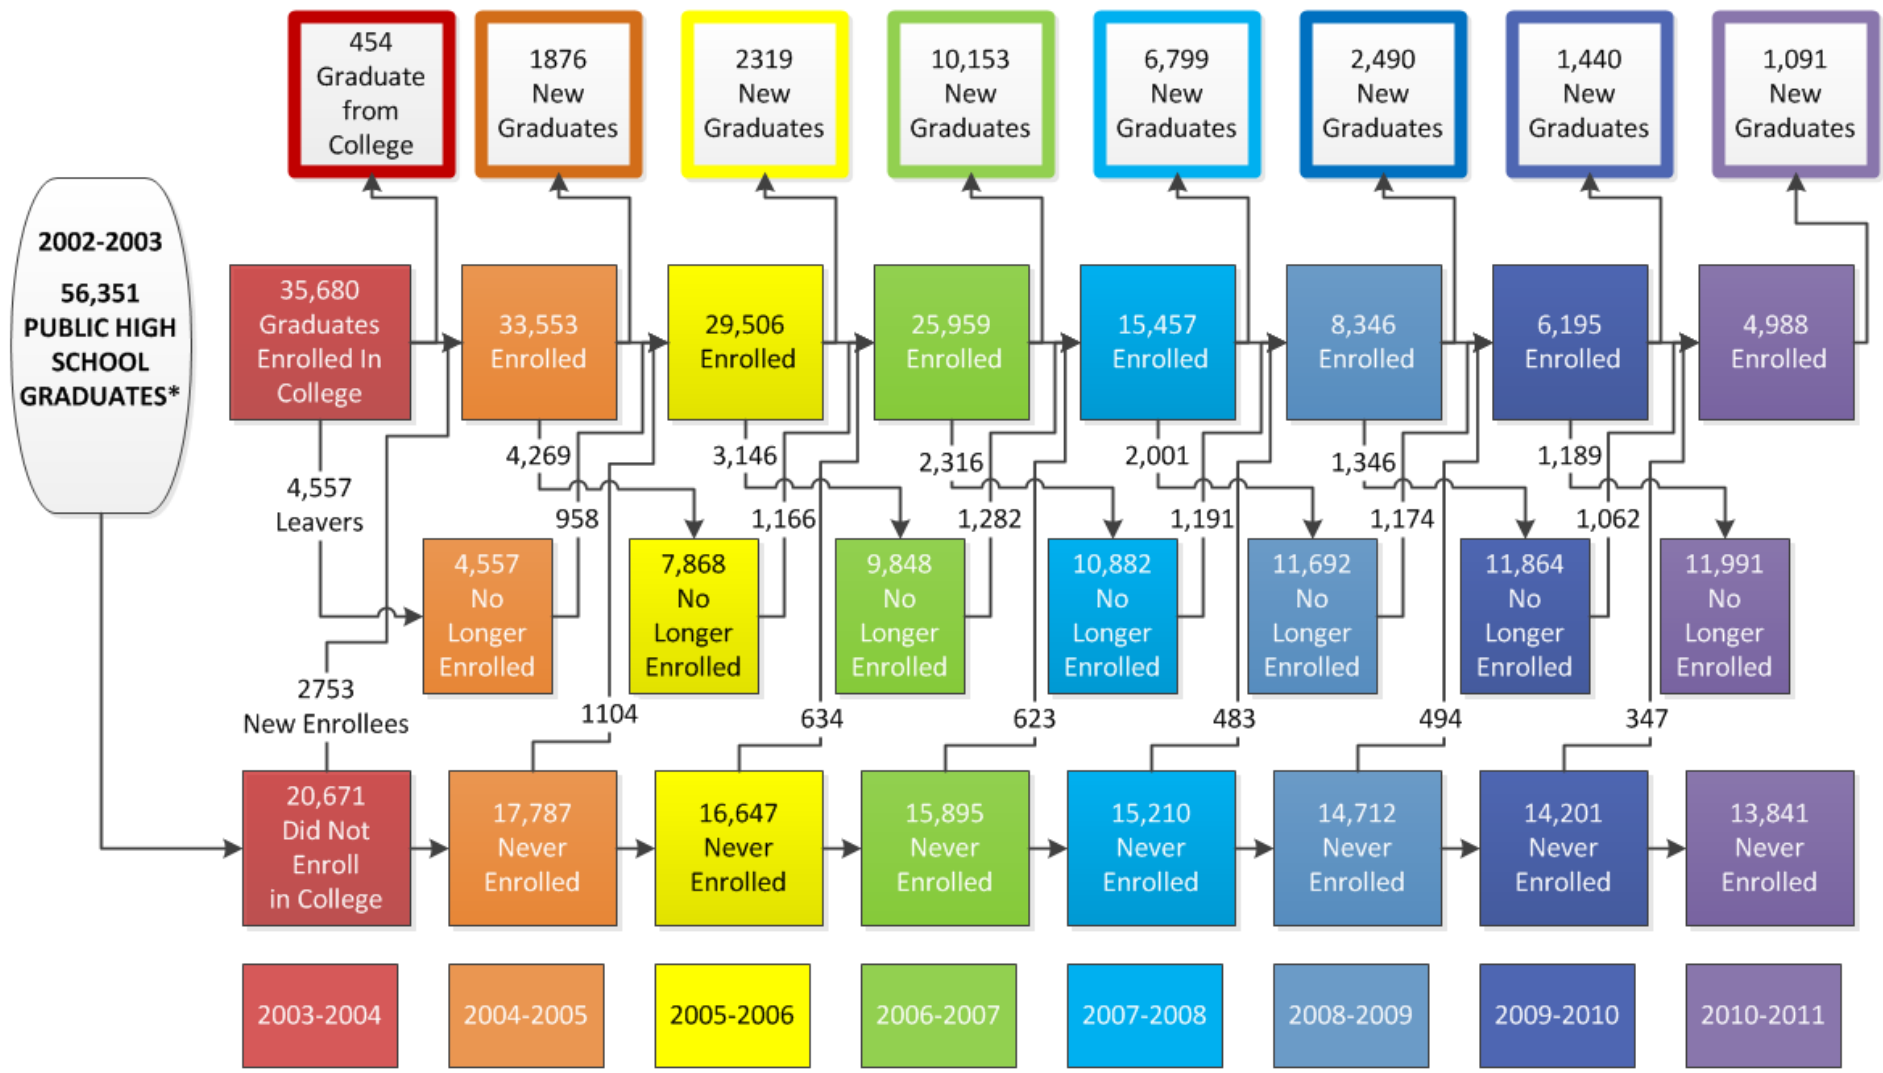 454
Graduate
from
College
1876
New
Graduates
2319
New
Graduates
10,153
New
Graduates
6,799
New
Graduates
2,490
New
Graduates
1,440
New
Graduates
1,091
New
Graduates
2002-2003
56,351
PUBLIC HIGH
SCHOOL
GRADUATES*
35,680
Graduates
Enrolled In
College
33,553
Enrolled
29,506
Enrolled
25,959
Enrolled
15,457
Enrolled
8,346
Enrolled
6,195
Enrolled
4,988
Enrolled
4,557
Leavers
4,269
958
3,146
1,166
2,316
1,282
2,001
1,191
1,346
1,174
1,189
1,062
4,557
No
Longer
Enrolled
7,868
No
Longer
Enrolled
9,848
No
Longer
Enrolled
10,882
No
Longer
Enrolled
11,692
No
Longer
Enrolled
11,864
No
Longer
Enrolled
11,991
No
Longer
Enrolled
2753
New Enrollees
1104
634
623
483
494
347
20,671
Did Not
Enroll
in College
17,787
Never
Enrolled
16,647
Never
Enrolled
15,895
Never
Enrolled
15,210
Never
Enrolled
14,712
Never
Enrolled
14,201
Never
Enrolled
13,841
Never
Enrolled
2003-2004
2004-2005
2005-2006
2006-2007
2007-2008
2008-2009
2009-2010
2010-2011